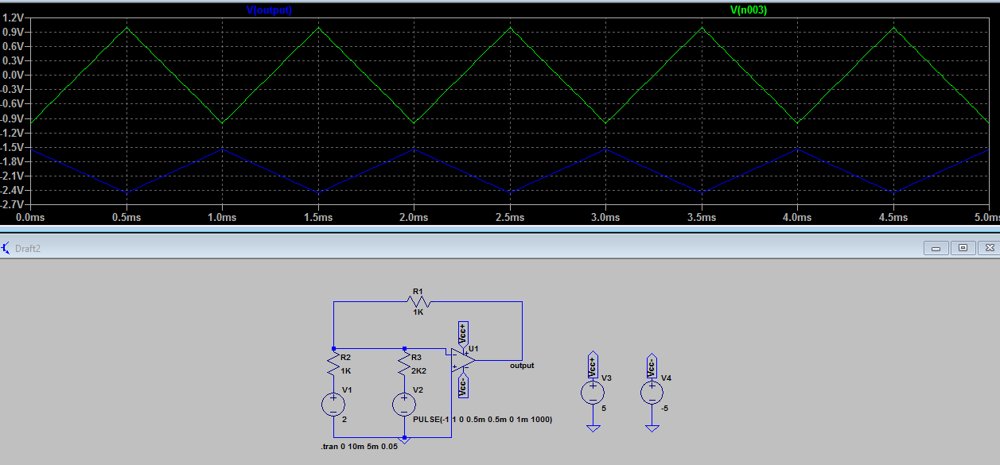 V(output) V(n003)
1.2V
0.9V
0.6V
0.3V
0.0V
-0.3V
-0.6V
-0.9V
-1.2V
-1.5V
-1.8V
-2.1V
-2.4V
-2.7V
0.0ms 0.5ms 1.0ms 1.5ms 2.0ms 2.5ms 3.0ms 3.5ms 4.0ms 4.5ms 5.0ms
Draft2
R1
1K
Vcc+
U1
R2
1K
R3
2K2
output
Vcc-
V1
2
V2
PULSE(-1 1 0 0.5m 0.5m 0 1m 1000)
.tran 0 10m 5m 0.05
Vcc+
V3
5
Vcc-
V4
-5